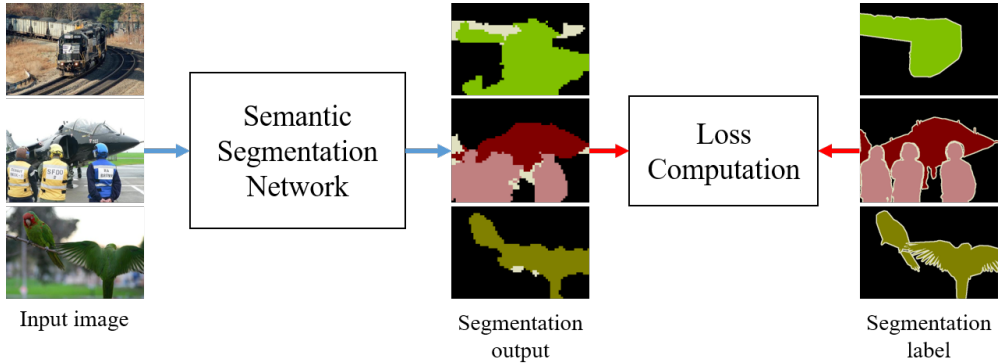 Semantic
Segmentation
Network
Loss
Computation
Input image
Segmentation
output
Segmentation
label